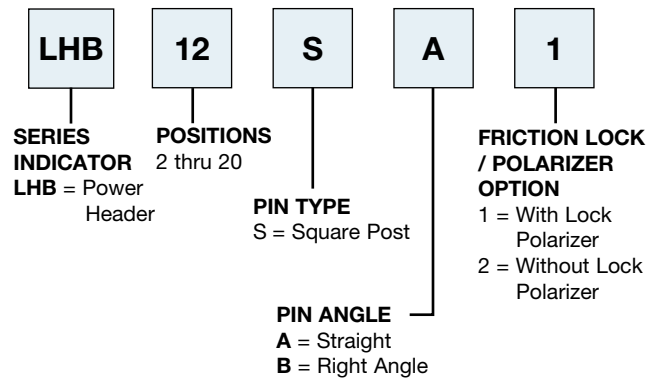 LHB 12 S A 1
SERIES
INDICATOR
LHB = Power
Header
POSITIONS
2 thru 20
PIN TYPE
S = Square Post
PIN ANGLE
A = Straight
B = Right Angle
FRICTION LOCK
/ POLARIZER
OPTION
1 = With Lock
Polarizer
2 = Without Lock
Polarizer